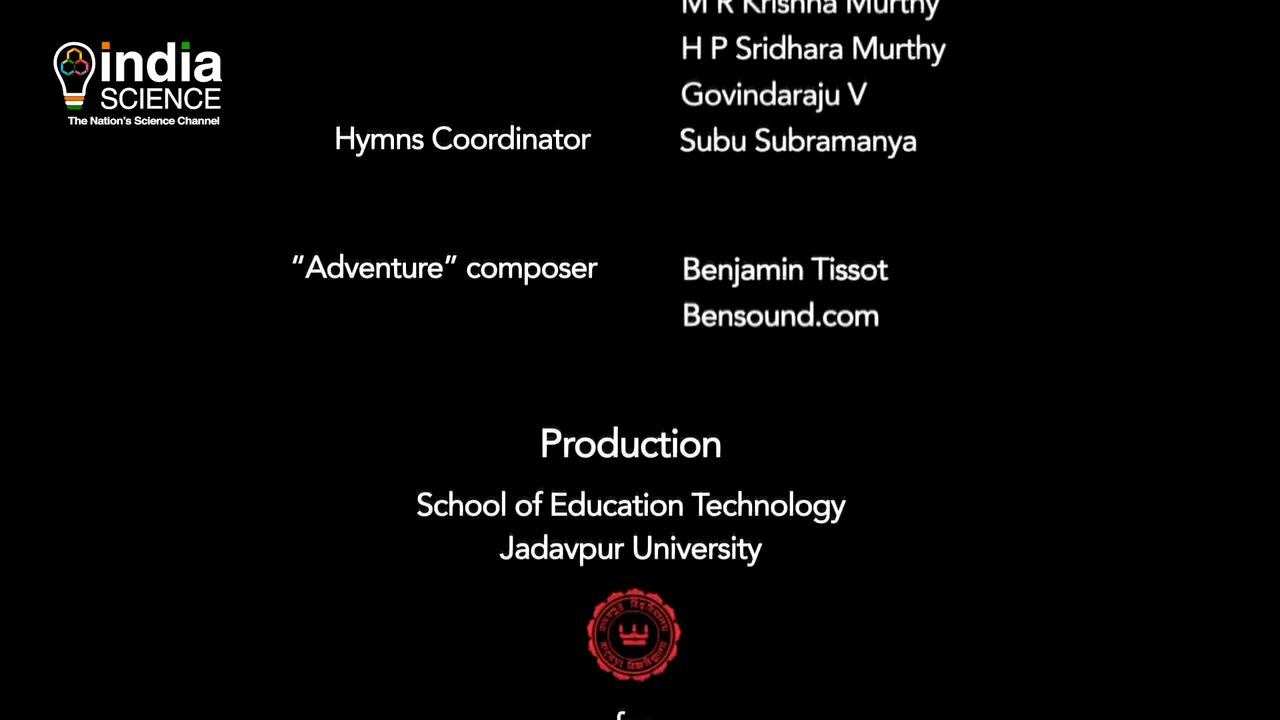 M R Krishna Murthy
india
H P Sridhara Murthy
SCIENCE
Govindaraju V
The Nation's Science Channel
Hymns Coordinator Subu Subramanya
“Adventure” composer Benjamin Tissot
Bensound.com
Production
School of Education Technology
Jadavpur University